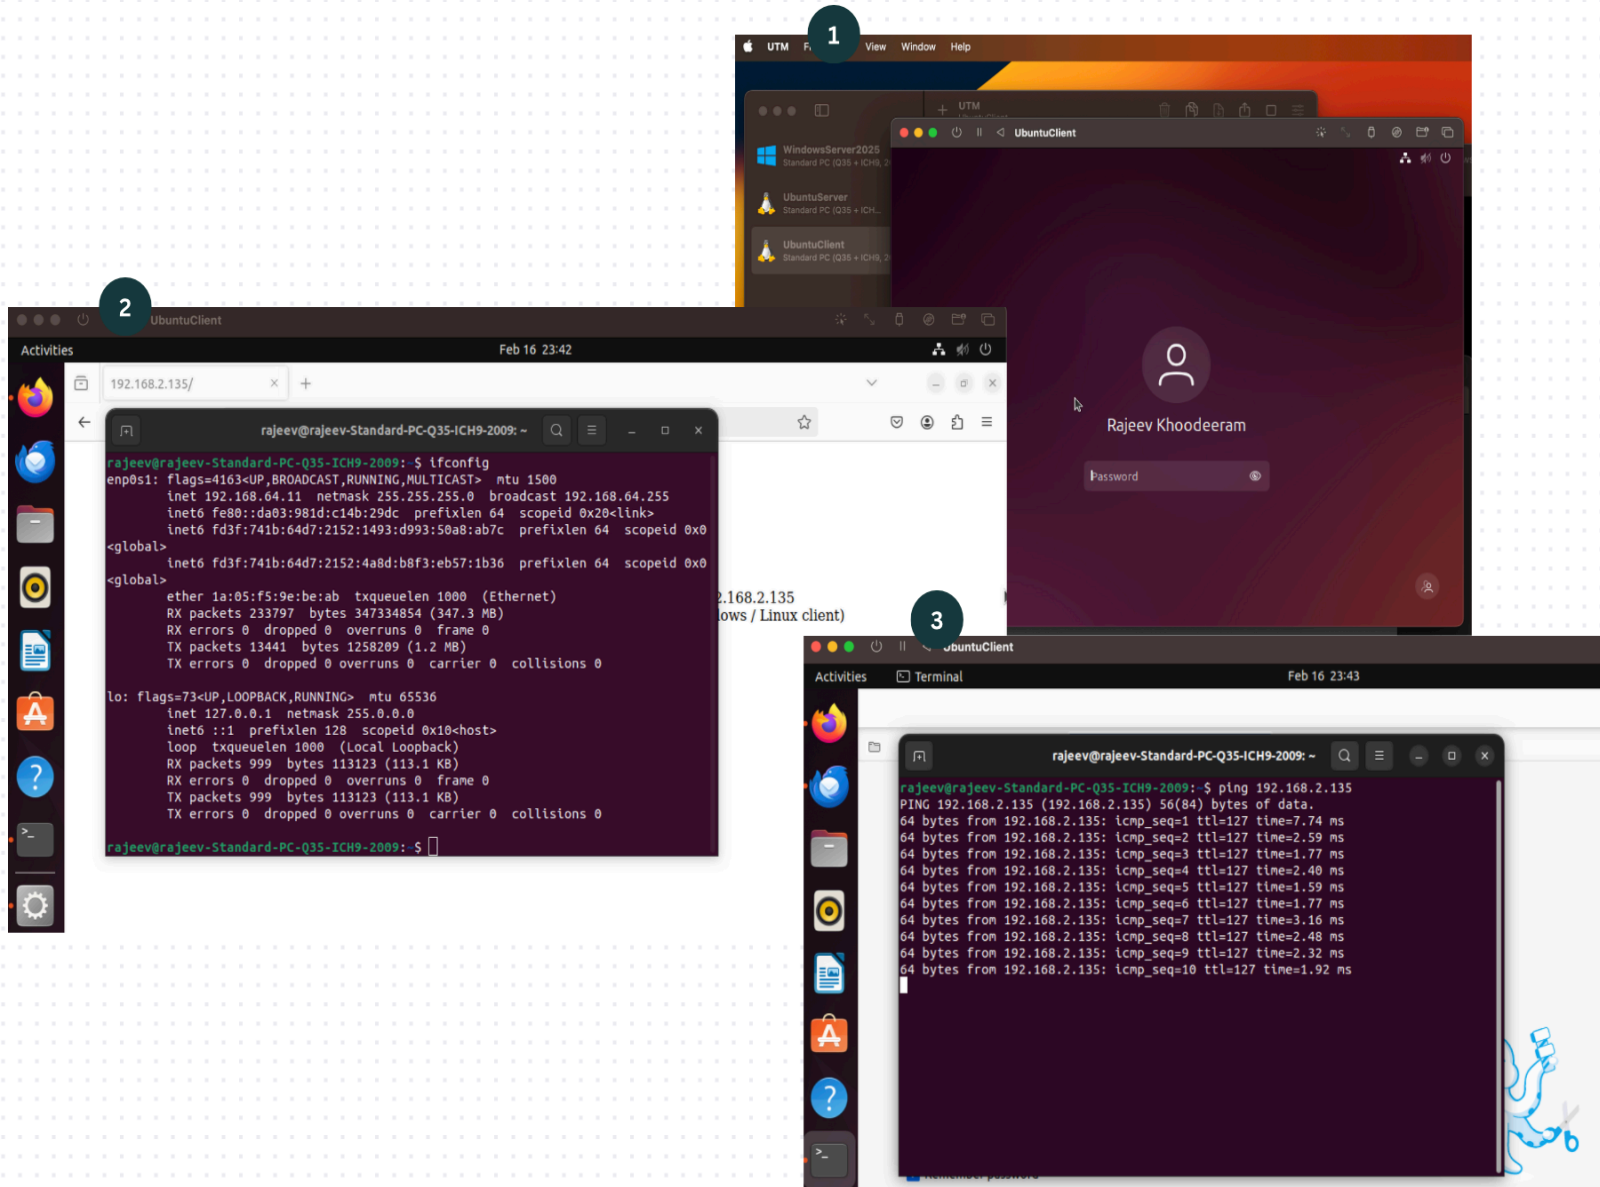 1
UTM
View
Window
Help
UTM
UbuntuClient
WindowsServer2025
Standard PC (Q35 + ICH9, 2
UbuntuServer
Standard PC (Q35 + ICH...
UbuntuClient
Standard PC (Q35 + ICH9, 2
Rajeev Khoodeeram
Password
2
UbuntuClient
Activities
Feb 16 23:42
192.168.2.135/
rajeev@rajeev-Standard-PC-Q35-ICH9-2009: ~
rajeev@rajeev-Standard-PC-Q35-ICH9-2009:~$ ifconfig
enp0s1: flags=4163<UP,BROADCAST,RUNNING,MULTICAST> mtu 1500
inet 192.168.64.11 netmask 255.255.255.0 broadcast 192.168.64.255
inet6 fe80::da03:981d:c14b:29dc prefixlen 64 scopeid 0x20<link>
inet6 fd3f:741b:64d7:2152:1493:d993:50a8:ab7c prefixlen 64 scopeid 0x0
<global>
inet6 fd3f:741b:64d7:2152:4a8d:b8f3:eb57:1b36 prefixlen 64 scopeid 0x0
<global>
ether 1a:05:f5:9e:be:ab txqueuelen 1000 (Ethernet)
RX packets 233797 bytes 347334854 (347.3 MB)
RX errors 0 dropped 0 overruns 0 frame 0
TX packets 13441 bytes 1258209 (1.2 MB)
TX errors 0 dropped 0 overruns 0 carrier 0 collisions 0
lo: flags=73<UP,LOOPBACK,RUNNING> mtu 65536
inet 127.0.0.1 netmask 255.0.0.0
inet6 ::1 prefixlen 128 scopeid 0x10<host>
loop txqueuelen 1000 (Local Loopback)
RX packets 999 bytes 113123 (113.1 KB)
RX errors 0 dropped 0 overruns 0 frame 0
TX packets 999 bytes 113123 (113.1 KB)
TX errors 0 dropped 0 overruns 0 carrier 0 collisions 0
rajeev@rajeev-Standard-PC-Q35-ICH9-2009:~$
2.168.2.135
lows / Linux client)
3
UbuntuClient
Activities
Terminal
Feb 16 23:43
rajeev@rajeev-Standard-PC-Q35-ICH9-2009: ~
rajeev@rajeev-Standard-PC-Q35-ICH9-2009:~$ ping 192.168.2.135
PING 192.168.2.135 (192.168.2.135) 56(84) bytes of data.
64 bytes from 192.168.2.135: icmp_seq=1 ttl=127 time=7.74 ms
64 bytes from 192.168.2.135: icmp_seq=2 ttl=127 time=2.59 ms
64 bytes from 192.168.2.135: icmp_seq=3 ttl=127 time=1.77 ms
64 bytes from 192.168.2.135: icmp_seq=4 ttl=127 time=2.40 ms
64 bytes from 192.168.2.135: icmp_seq=5 ttl=127 time=1.59 ms
64 bytes from 192.168.2.135: icmp_seq=6 ttl=127 time=1.77 ms
64 bytes from 192.168.2.135: icmp_seq=7 ttl=127 time=3.16 ms
64 bytes from 192.168.2.135: icmp_seq=8 ttl=127 time=2.48 ms
64 bytes from 192.168.2.135: icmp_seq=9 ttl=127 time=2.32 ms
64 bytes from 192.168.2.135: icmp_seq=10 ttl=127 time=1.92 ms
Remember password